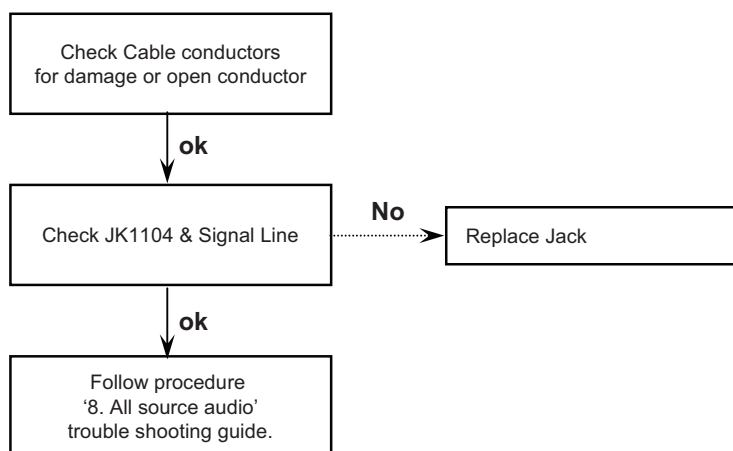 Check Cable conductors
for damage or open conductor
ok
Check JK1104 & Signal Line
No
Replace Jack
ok
Follow procedure
‘8. All source audio’
trouble shooting guide.